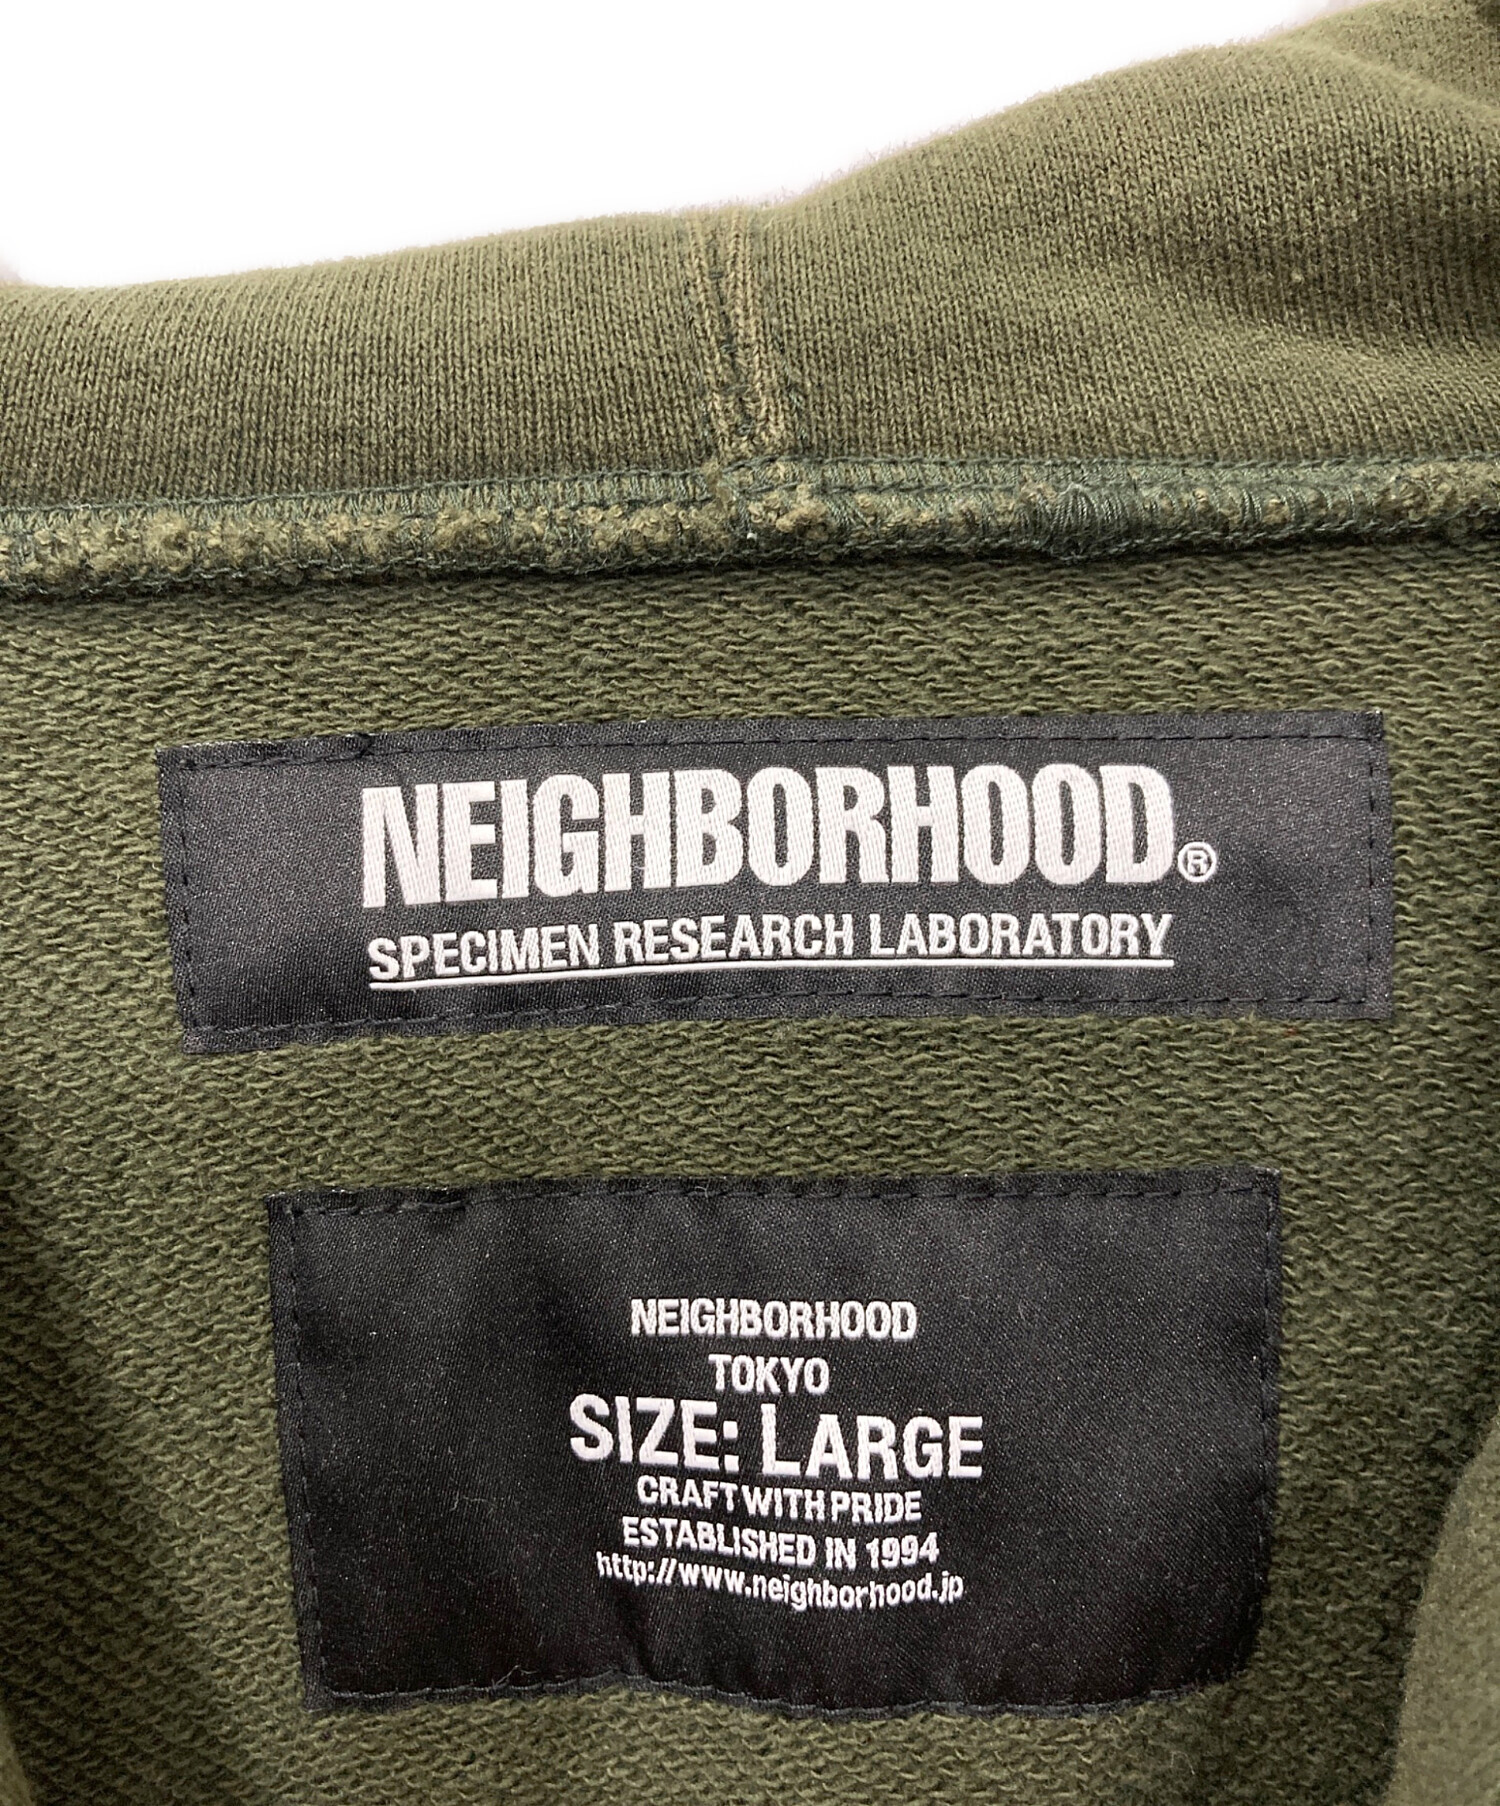 NEIGHBORHOOD®
SPECIMEN RESEARCH LABORATORY
NEIGHBORHOOD
TOKYO
SIZE: LARGE
CRAFT WITH PRIDE
ESTABLISHED IN 1994
http://www.neighborhood.jp